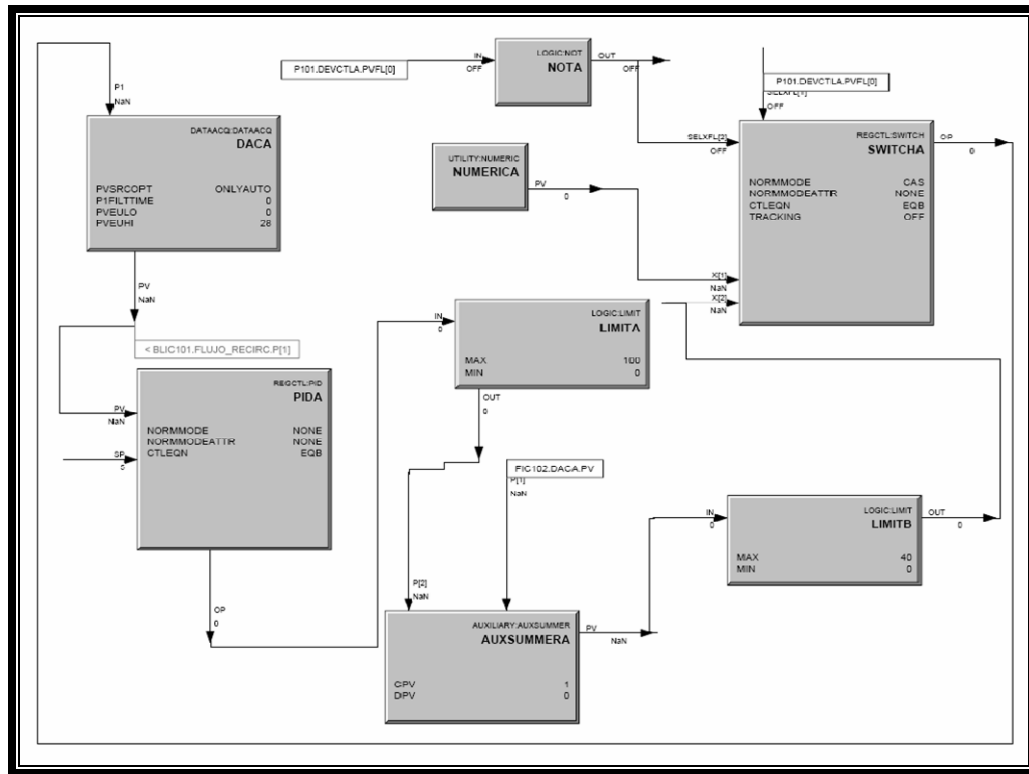 P1
NaN
DATAACQ:DATAACQ
DACA
PVSRCOPT ONLYAUTO
P1FILTTIME 0
PVEULO 0
PVEUHI 28
PV
NaN
< BLIC101.FLUJO_RECIRC.P[1]
P101.DEVCTLA.PVFL[0]
IN
OFF
LOGIC:NOT
NOTA
OUT
OFF
P101.DEVCTLA.PVFL[0]
SELXFL[1]
OFF
SELXFL[2]
OFF
REGCTL:SWITCH
SWITCHA
NORMMODE CAS
NORMMODEATTR NONE
CTLEQN EQB
TRACKING OFF
OP
0
UTILITY:NUMERIC
NUMERICA
PV
0
X[1]
NaN
X[2]
NaN
REGCTL:PID
PIDA
PV
NaN
SP
NORMMODE NONE
NORMMODEATTR NONE
CTLEQN EQB
OP
0
IN
0
LOGIC:LIMIT
LIMITA
MAX 100
MIN 0
OUT
0
IFIC102.DACA.PV
P[1]
NaN
P[2]
NaN
AUXILIARY:AUXSUMMER
AUXSUMMERA
CPV 1
DPV 0
PV
NaN
IN
0
LOGIC:LIMIT
LIMITB
MAX 40
MIN 0
OUT
0